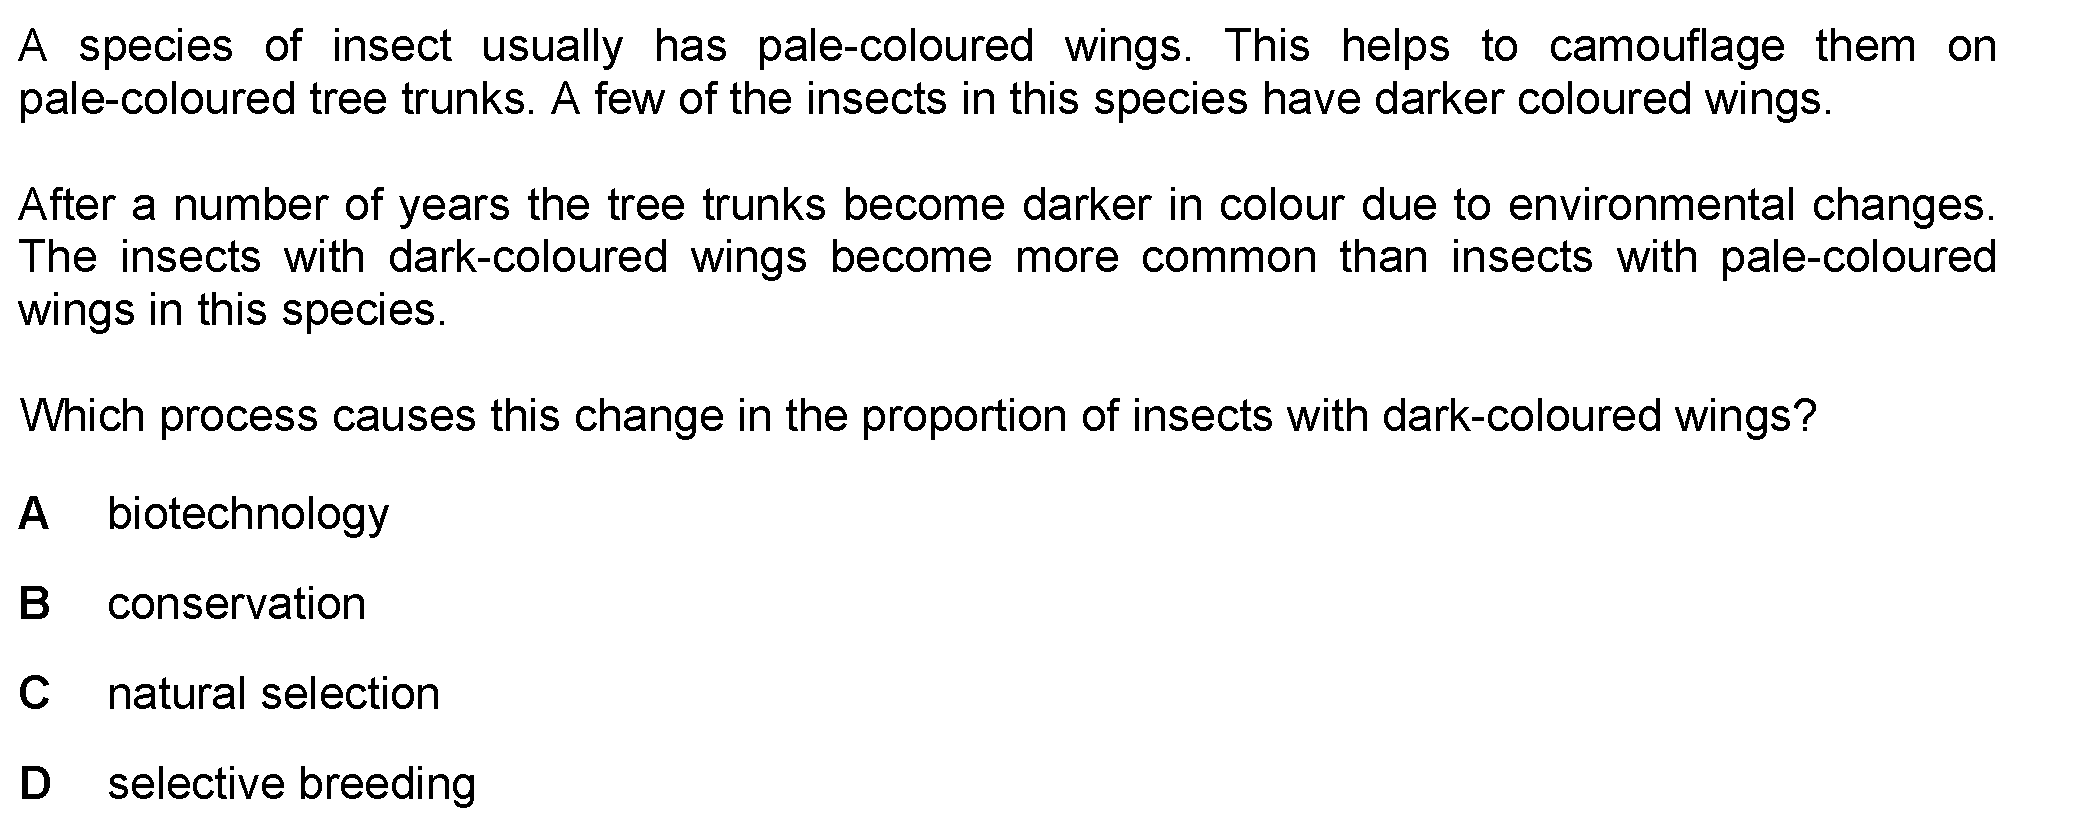 A species of insect usually has pale-coloured wings. This helps to camouflage them on
pale-coloured tree trunks. A few of the insects in this species have darker coloured wings.
After a number of years the tree trunks become darker in colour due to environmental changes.
The insects with dark-coloured wings become more common than insects with pale-coloured
wings in this species.
Which process causes this change in the proportion of insects with dark-coloured wings?
A biotechnology
B conservation
C natural selection
D selective breeding